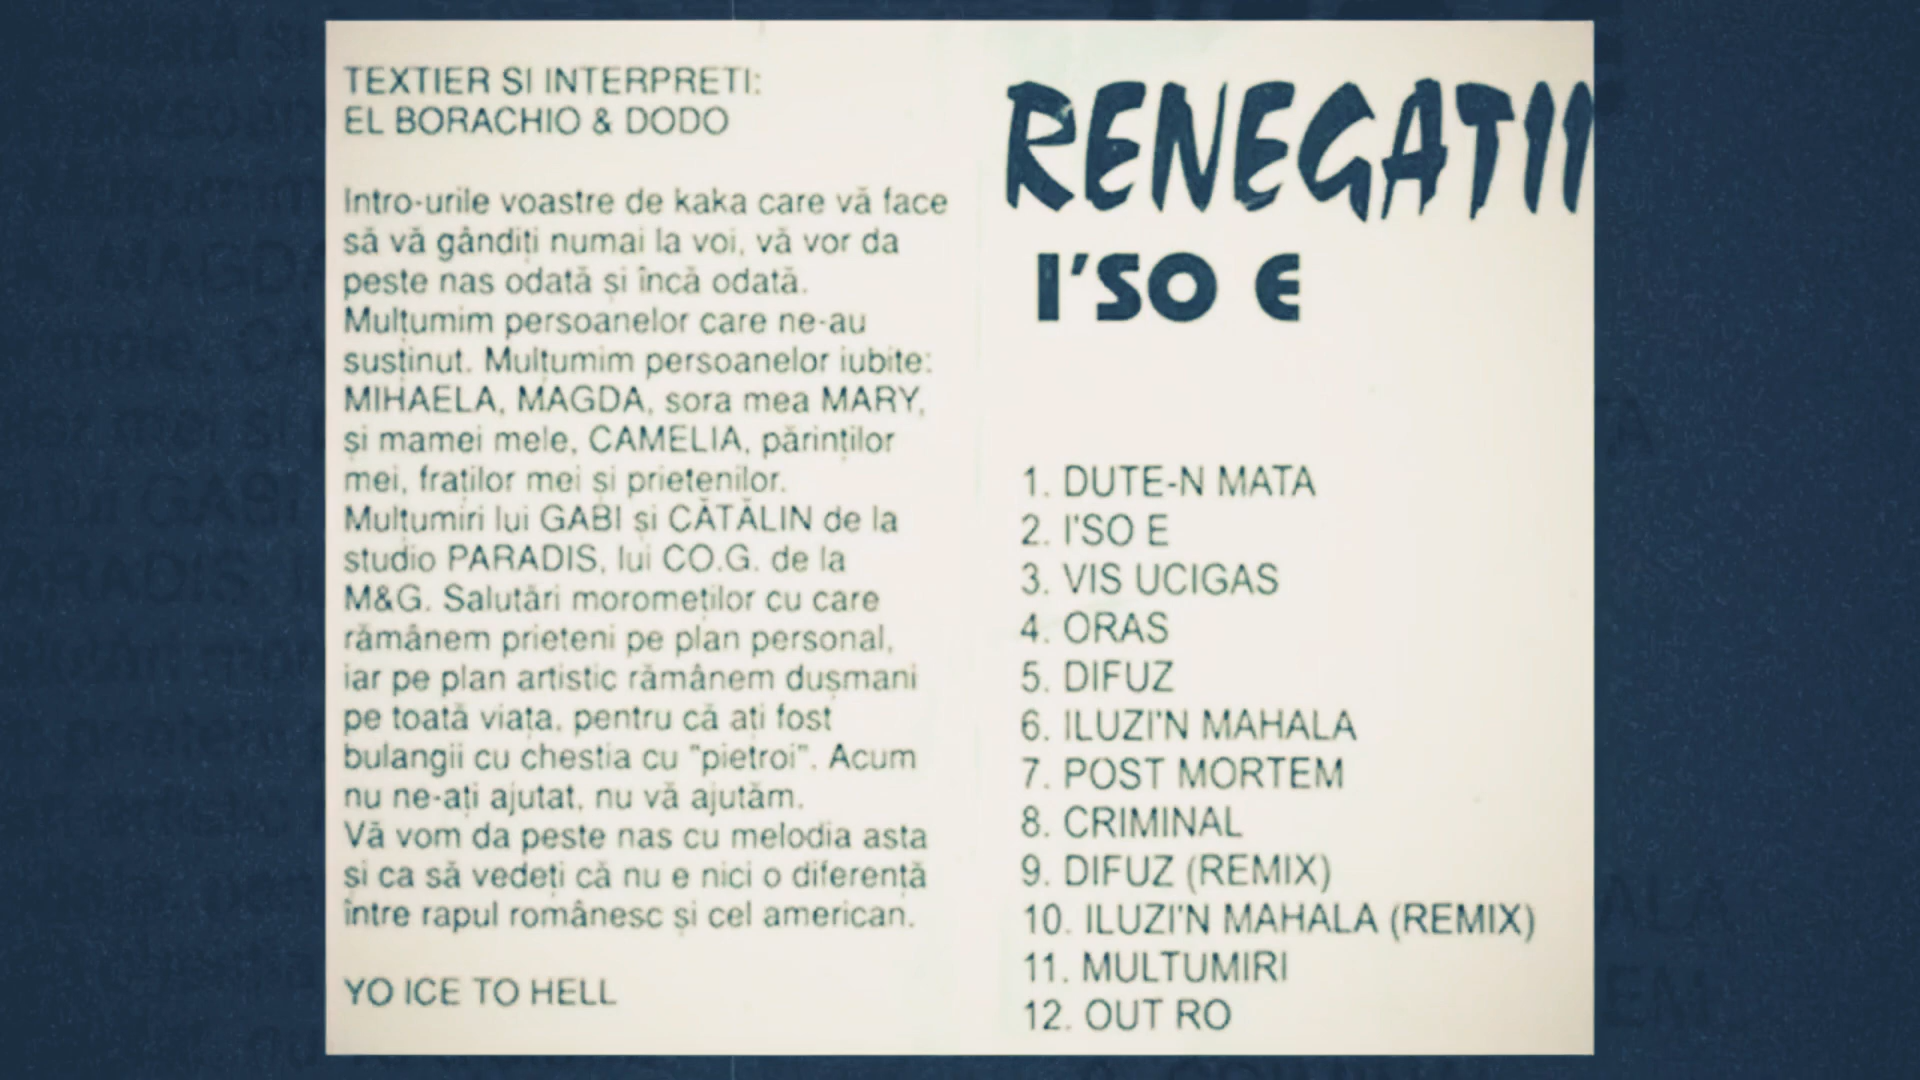 TEXTIER SI INTERPRETI:
EL BORACHIO & DODO
Intro-urile voastre de kaka care vă face
să vă gândiți numai la voi, vă vor da
peste nas odată și încă odată.
Mulțumim persoanelor care ne-au
susținut. Mulțumim persoanelor iubite:
MIHAELA, MAGDA, sora mea MARY,
și mamei mele, CAMELIA, părinților
mei, fraților mei și prietenilor.
Mulțumiri lui GABI și CĂTĂLIN de la
studio PARADIS, lui CO.G. de la
M&G. Salutări moromeților cu care
rămânem prieteni pe plan personal,
iar pe plan artistic rămânem dușmani
pe toată viața, pentru că ați fost
bulangii cu chestia cu "pietroi". Acum
nu ne-ați ajutat, nu vă ajutăm.
Vă vom da peste nas cu melodia asta
și ca să vedeți că nu e nici o diferență
între rapul românesc și cel american.
YO ICE TO HELL
RENEGATII
I'SO E
1. DUTE-N MATA
2. I'SO E
3. VIS UCIGAS
4. ORAS
5. DIFUZ
6. ILUZI'N MAHALA
7. POST MORTEM
8. CRIMINAL
9. DIFUZ (REMIX)
10. ILUZI'N MAHALA (REMIX)
11. MULTUMIRI
12. OUT RO